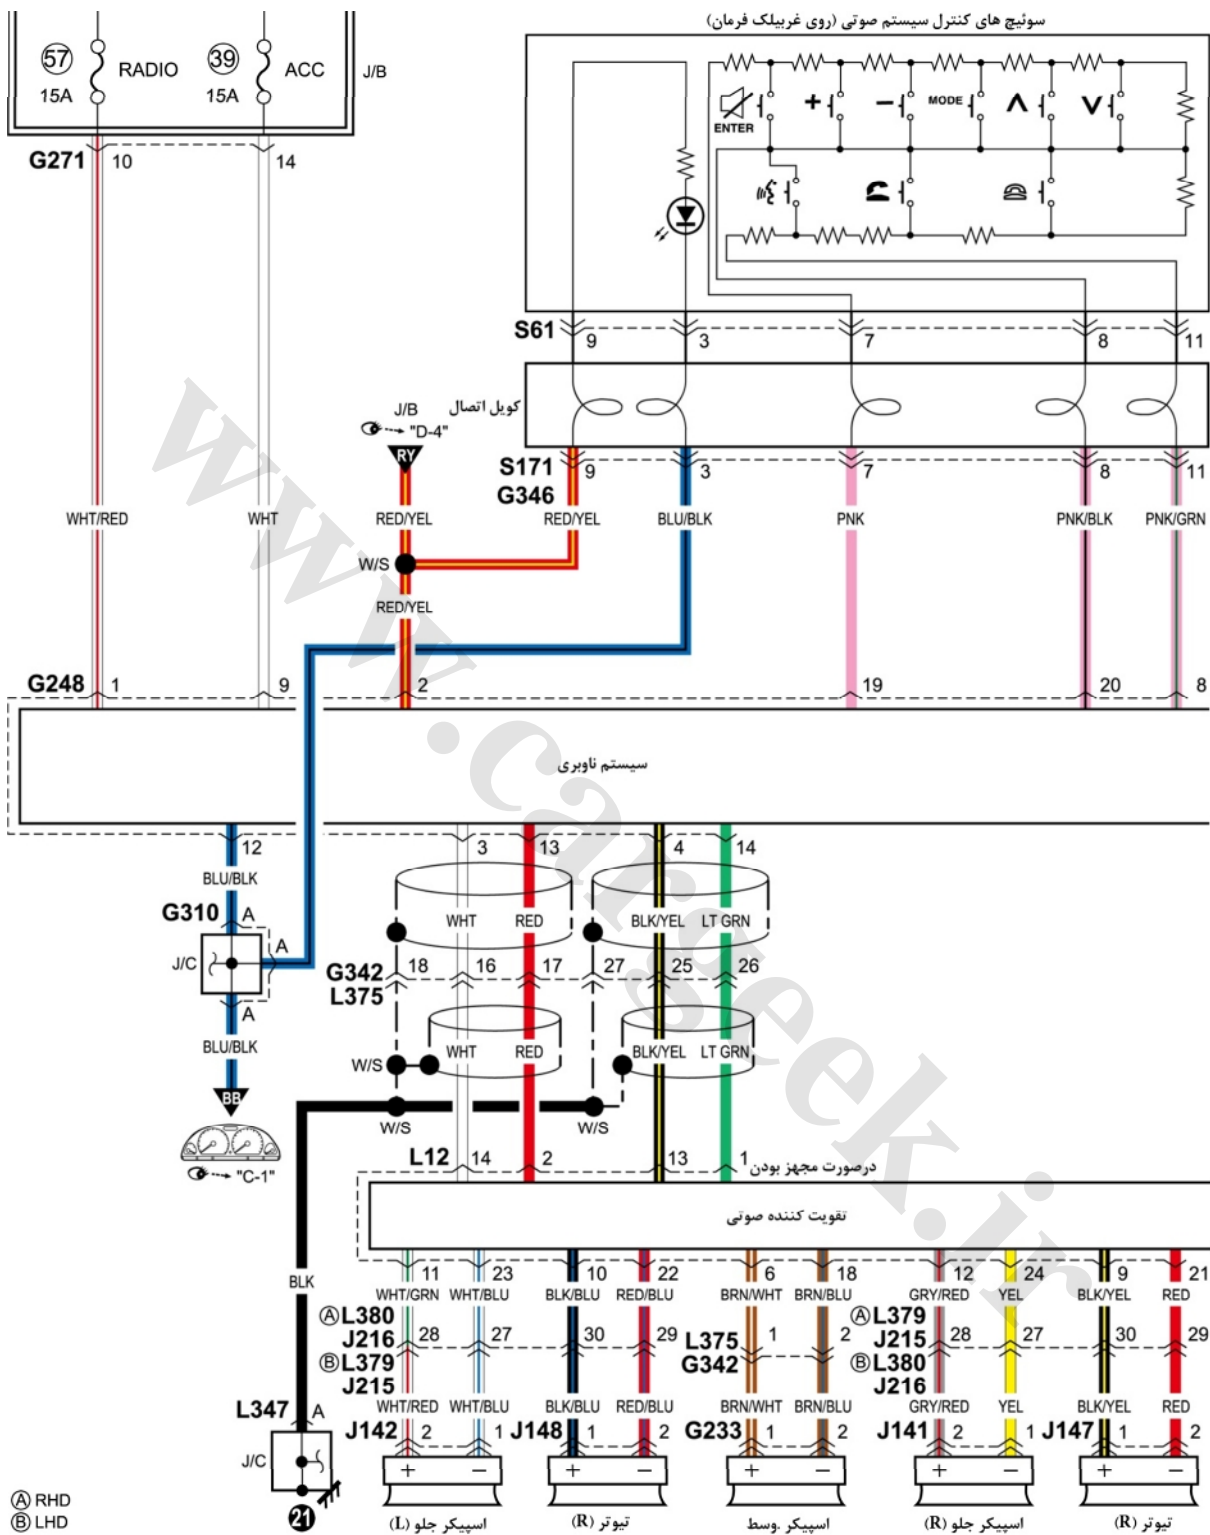 سوئیچ های کنترل سیستم صوتی (روی غربیلک فرمان)
57 RADIO 39 ACC J/B
15A 15A
ENTER + − MODE
G271 10 14
S61 9 3 7 8 11
کویل اتصال
J/B
"D-4"
RY
S171 9 3 7 8 11
G346
WHT/RED WHT RED/YEL RED/YEL BLU/BLK PNK PNK/BLK PNK/GRN
W/S
RED/YEL
G248 1 9 2 19 20 8
سیستم ناوبری
12 3 13 4 14
BLU/BLK
G310 A
WHT RED BLK/YEL LT GRN
J/C A
G342 18 16 17 27 25 26
L375
A
BLU/BLK
WHT RED BLK/YEL LT GRN
W/S
BB
W/S W/S
"C-1"
L12 14 2 13 1 درصورت مجهز بودن
تقویت کننده صوتی
BLK
11 23 10 22 6 18 12 24 9 21
WHT/GRN WHT/BLU BLK/BLU RED/BLU BRN/WHT BRN/BLU GRY/RED YEL BLK/YEL RED
A L380 A L379
J216 28 27 30 29 L375 1 2 J215 28 27 30 29
B L379 G342 B L380
J215 J216
WHT/RED WHT/BLU BLK/BLU RED/BLU BRN/WHT BRN/BLU GRY/RED YEL BLK/YEL RED
L347 A
J142 2 1 J148 1 2 G233 1 2 J141 2 1 J147 1 2
J/C
+ − + − + − + − + −
A RHD
B LHD
21
اسپیکر جلو (L) تیوتر (R) اسپیکر .وسط اسپیکر جلو (R) تیوتر (R)
www.cargeek.ir